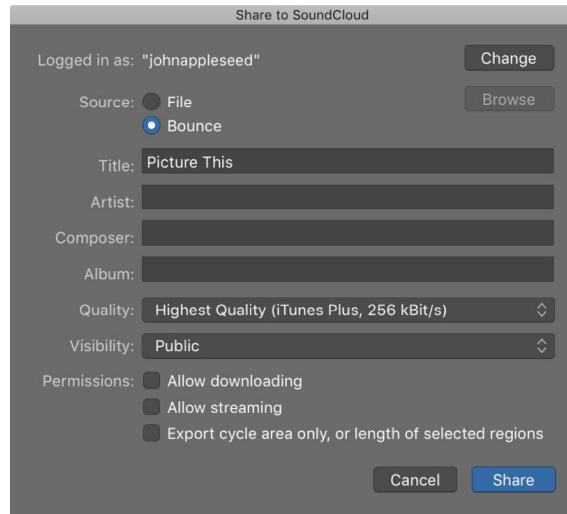 Share to SoundCloud
Logged in as: "johnappleseed" Change
Source: File Browse
Bounce
Title: Picture This
Artist:
Composer:
Album:
Quality: Highest Quality (iTunes Plus, 256 kBit/s)
Visibility: Public
Permissions: Allow downloading
Allow streaming
Export cycle area only, or length of selected regions
Cancel Share